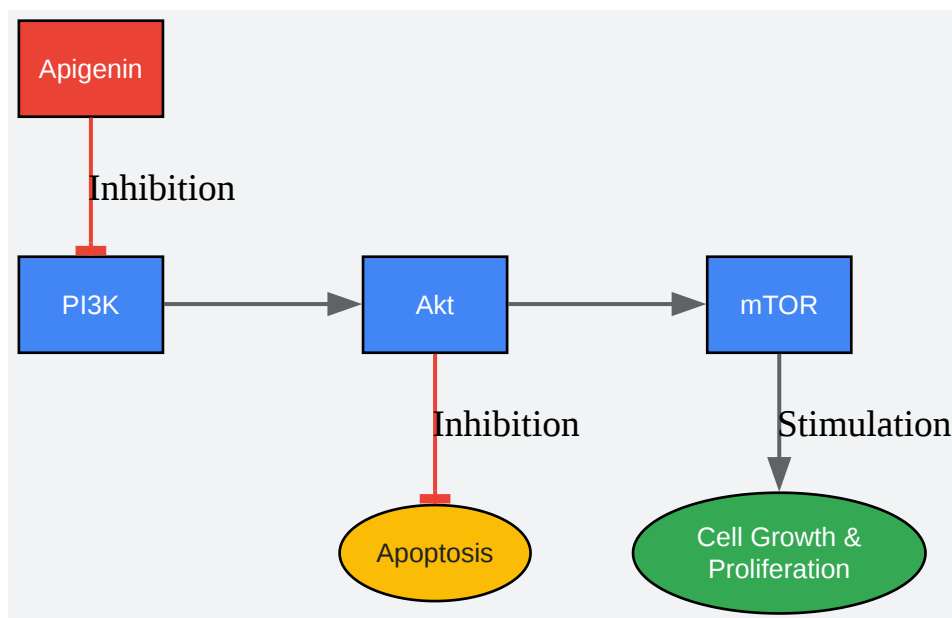 Apigenin
Inhibition
PI3K
Akt
mTOR
Inhibition
Stimulation
Apoptosis
Cell Growth &
Proliferation